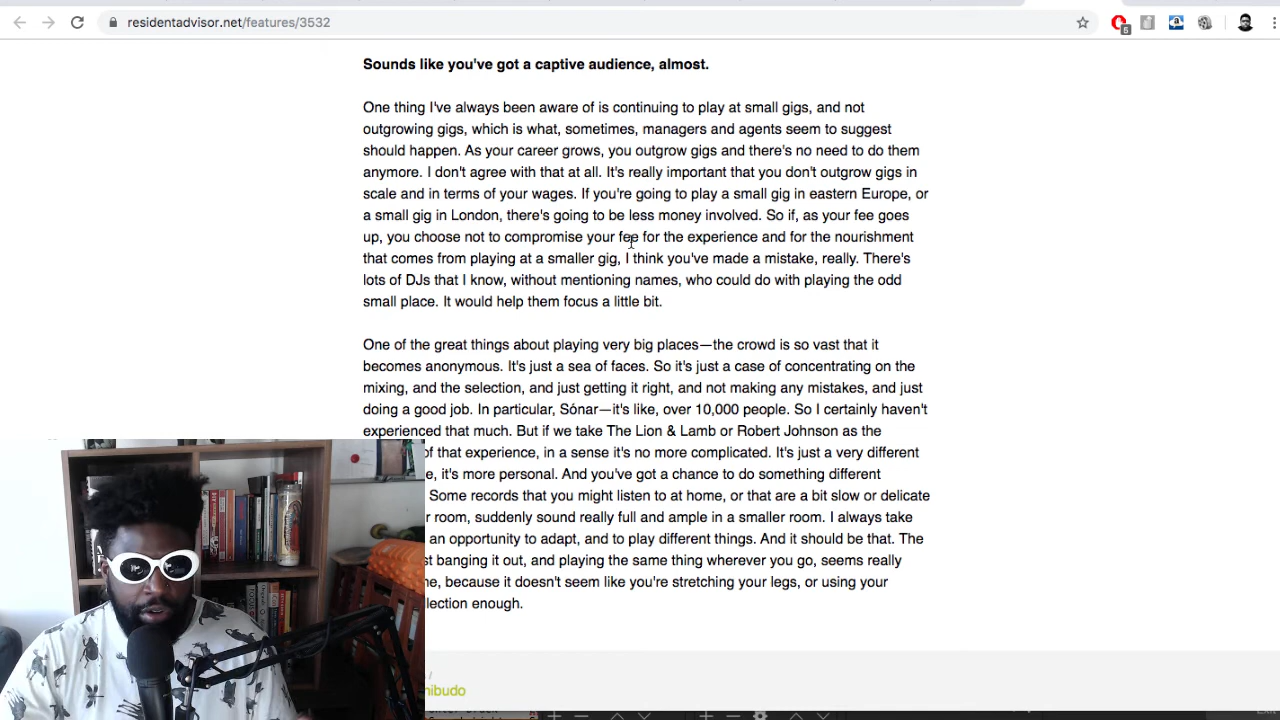 residentadvisor.net/features/3532
5
Sounds like you've got a captive audience, almost.
One thing I've always been aware of is continuing to play at small gigs, and not
outgrowing gigs, which is what, sometimes, managers and agents seem to suggest
should happen. As your career grows, you outgrow gigs and there's no need to do them
anymore. I don't agree with that at all. It's really important that you don't outgrow gigs in
scale and in terms of your wages. If you're going to play a small gig in eastern Europe, or
a small gig in London, there's going to be less money involved. So if, as your fee goes
up, you choose not to compromise your fee for the experience and for the nourishment
that comes from playing at a smaller gig, I think you've made a mistake, really. There's
lots of DJs that I know, without mentioning names, who could do with playing the odd
small place. It would help them focus a little bit.
One of the great things about playing very big places—the crowd is so vast that it
becomes anonymous. It's just a sea of faces. So it's just a case of concentrating on the
mixing, and the selection, and just getting it right, and not making any mistakes, and just
doing a good job. In particular, Sónar—it's like, over 10,000 people. So I certainly haven't
experienced that much. But if we take The Lion & Lamb or Robert Johnson as the
of that experience, in a sense it's no more complicated. It's just a very different
e, it's more personal. And you've got a chance to do something different
Some records that you might listen to at home, or that are a bit slow or delicate
r room, suddenly sound really full and ample in a smaller room. I always take
an opportunity to adapt, and to play different things. And it should be that. The
st banging it out, and playing the same thing wherever you go, seems really
ne, because it doesn't seem like you're stretching your legs, or using your
lection enough.
/
hibudo